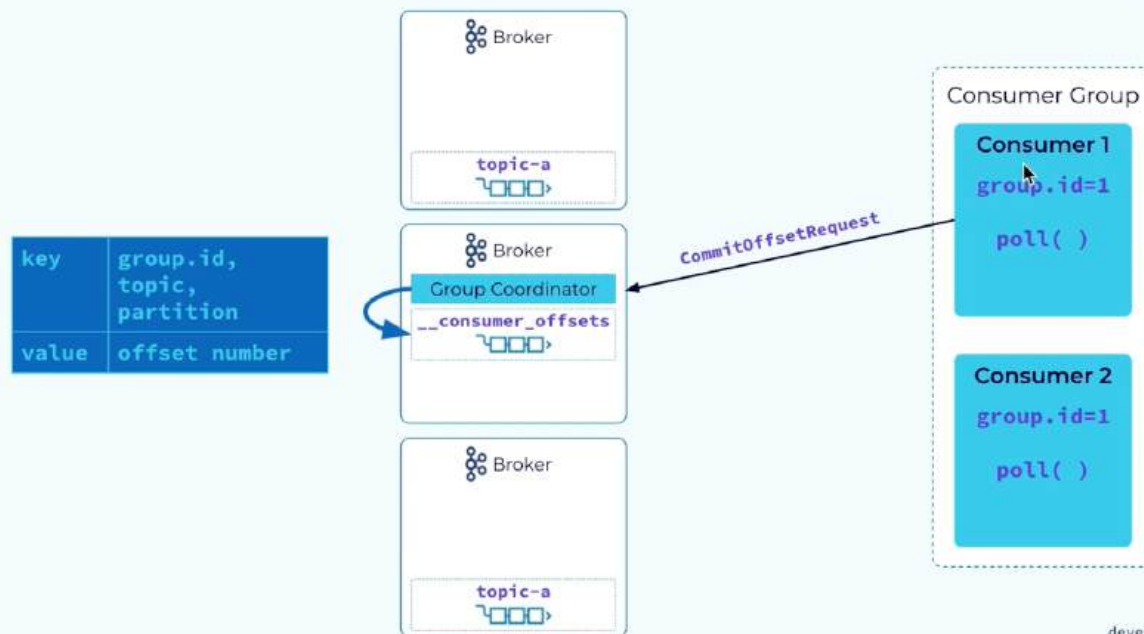 Broker
topic-a
key
group.id,
topic,
partition
value
offset number
Broker
Group Coordinator
__consumer_offsets
Broker
topic-a
CommitOffsetRequest
Consumer Group
Consumer 1
group.id=1
poll( )
Consumer 2
group.id=1
poll( )
deve